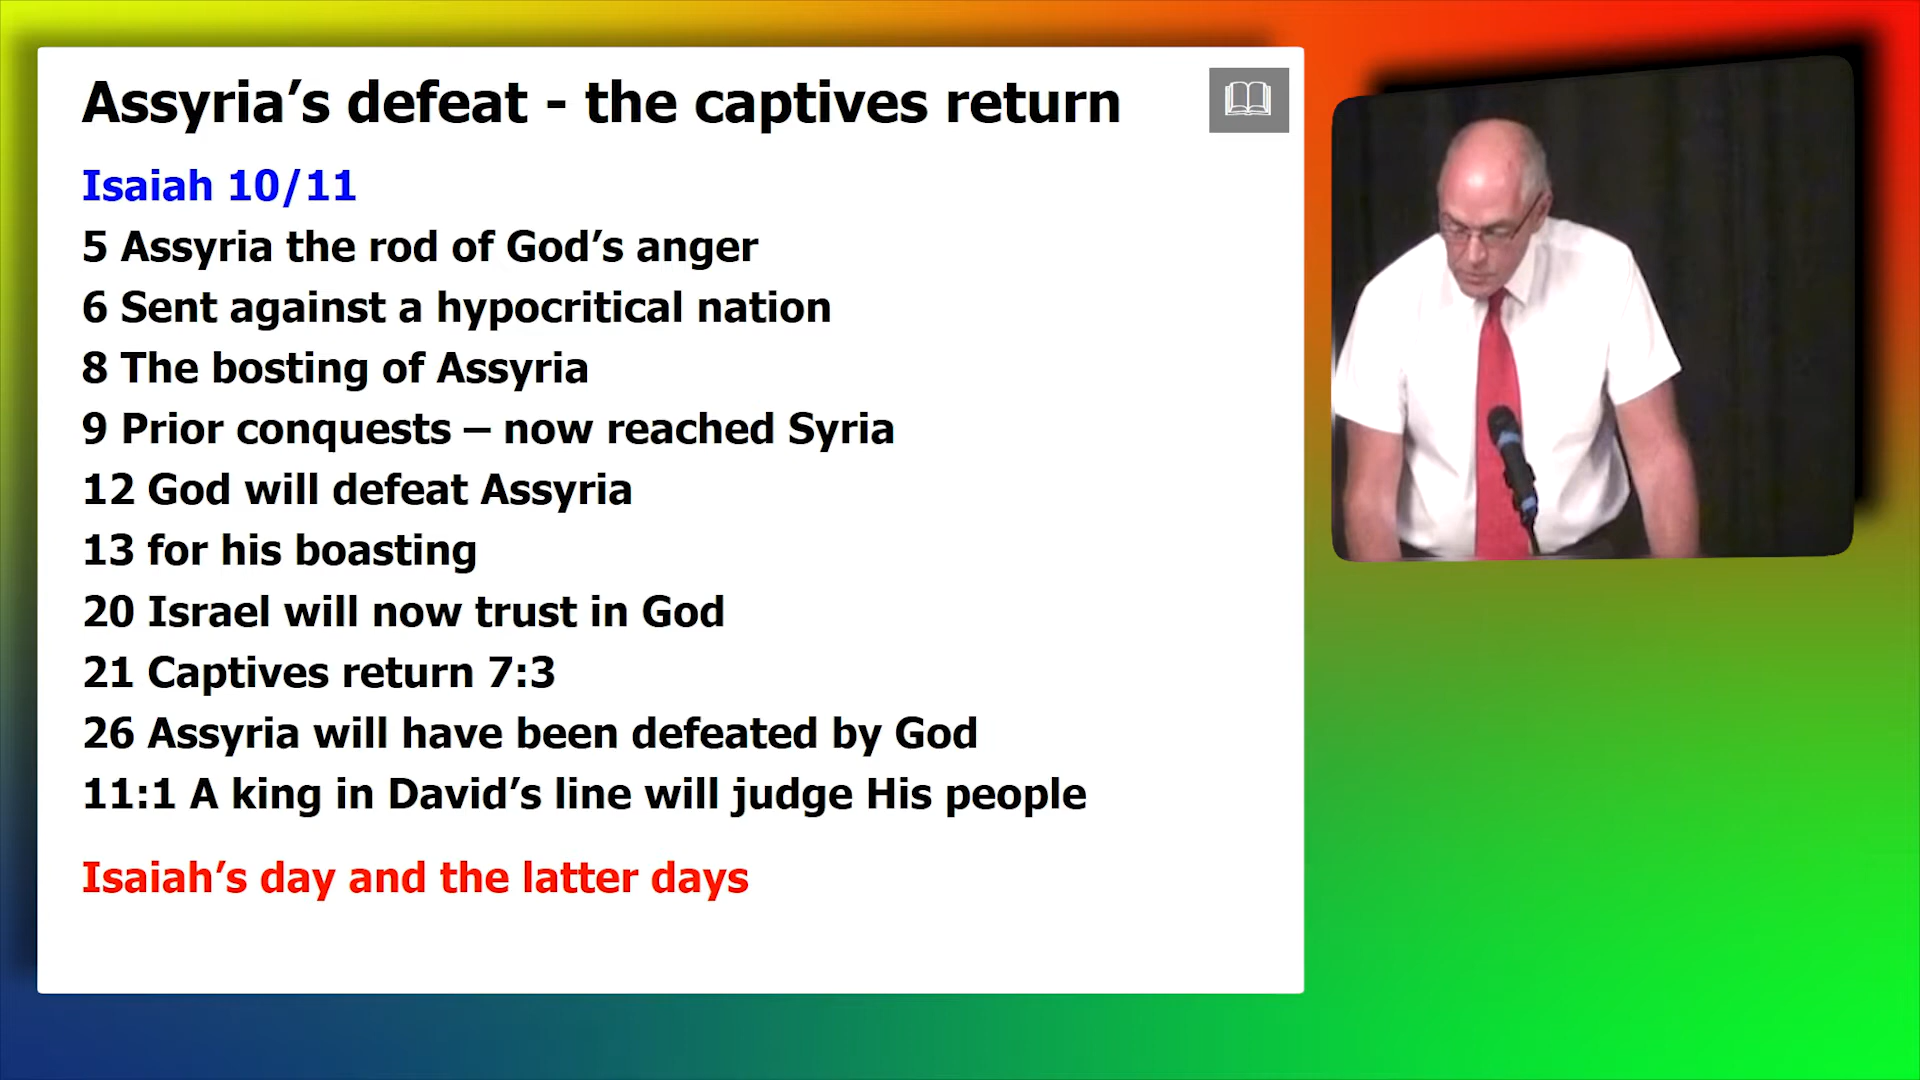 Assyria’s defeat - the captives return
Isaiah 10/11
5 Assyria the rod of God’s anger
6 Sent against a hypocritical nation
8 The bosting of Assyria
9 Prior conquests – now reached Syria
12 God will defeat Assyria
13 for his boasting
20 Israel will now trust in God
21 Captives return 7:3
26 Assyria will have been defeated by God
11:1 A king in David’s line will judge His people
Isaiah’s day and the latter days